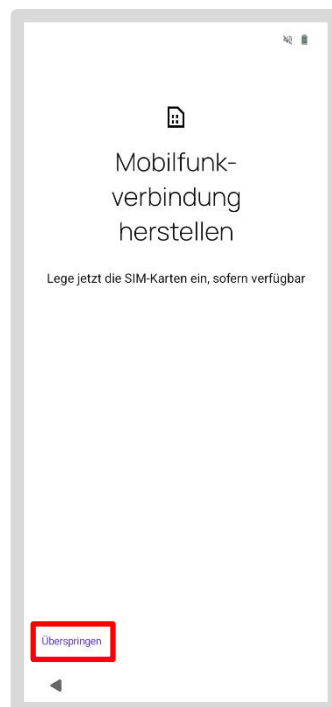 Mobilfunk-
verbindung
herstellen
Lege jetzt die SIM-Karten ein, sofern verfügbar
Überspringen